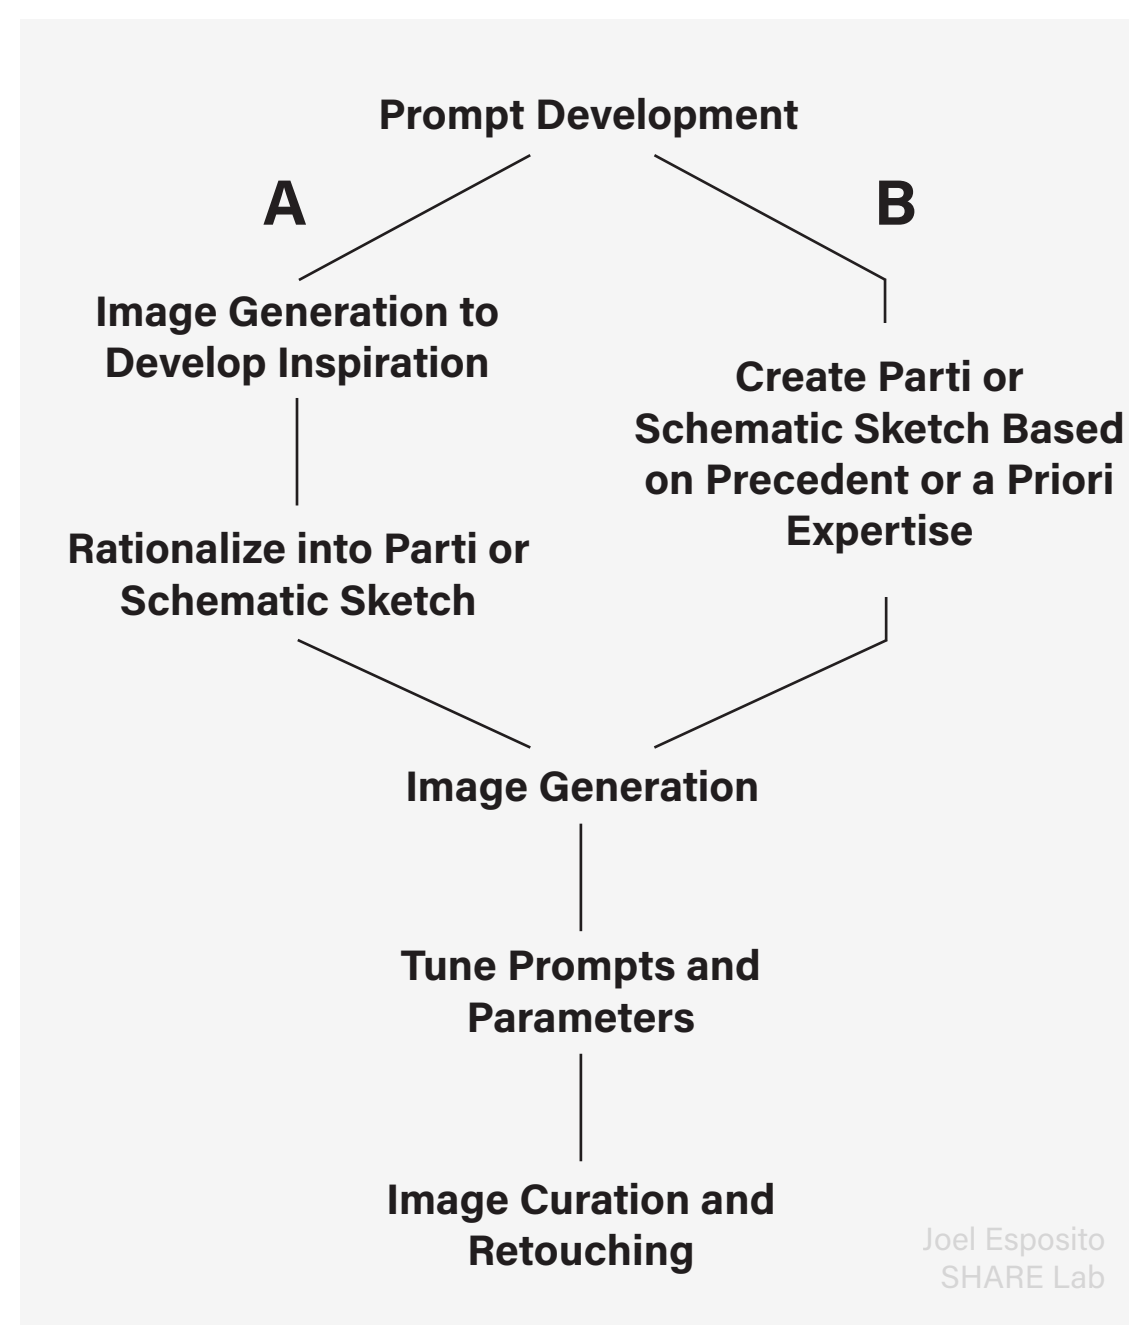 Prompt Development
A
B
Image Generation to
Develop Inspiration
Create Parti or
Schematic Sketch Based
on Precedent or a Priori
Expertise
Rationalize into Parti or
Schematic Sketch
Image Generation
Tune Prompts and
Parameters
Image Curation and
Retouching
Joel Esposito
SHARE Lab